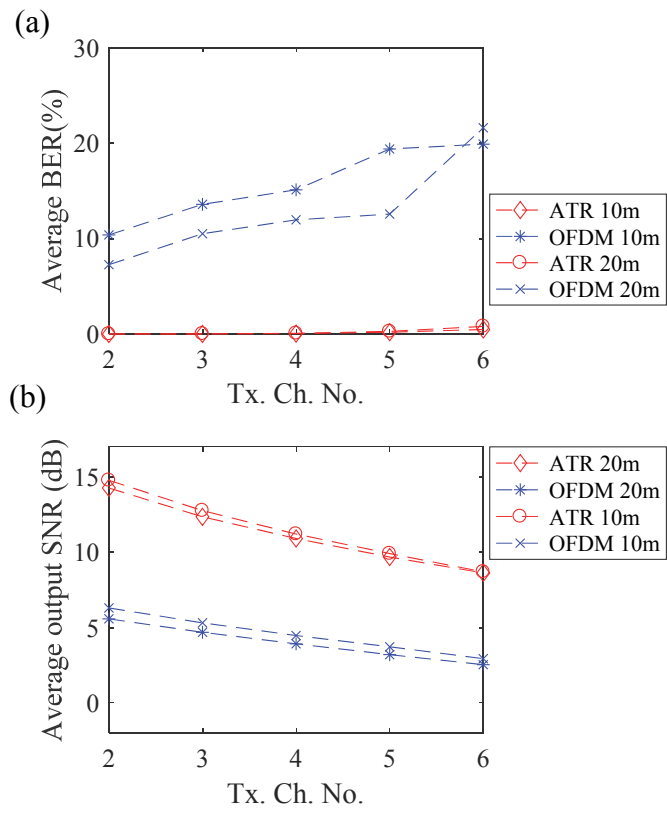 (a)
Average BER(%)
30
20
10
0
2 3 4 5 6
Tx. Ch. No.
ATR 10m
OFDM 10m
ATR 20m
OFDM 20m
(b)
Average output SNR (dB)
15
10
5
0
2 3 4 5 6
Tx. Ch. No.
ATR 20m
OFDM 20m
ATR 10m
OFDM 10m